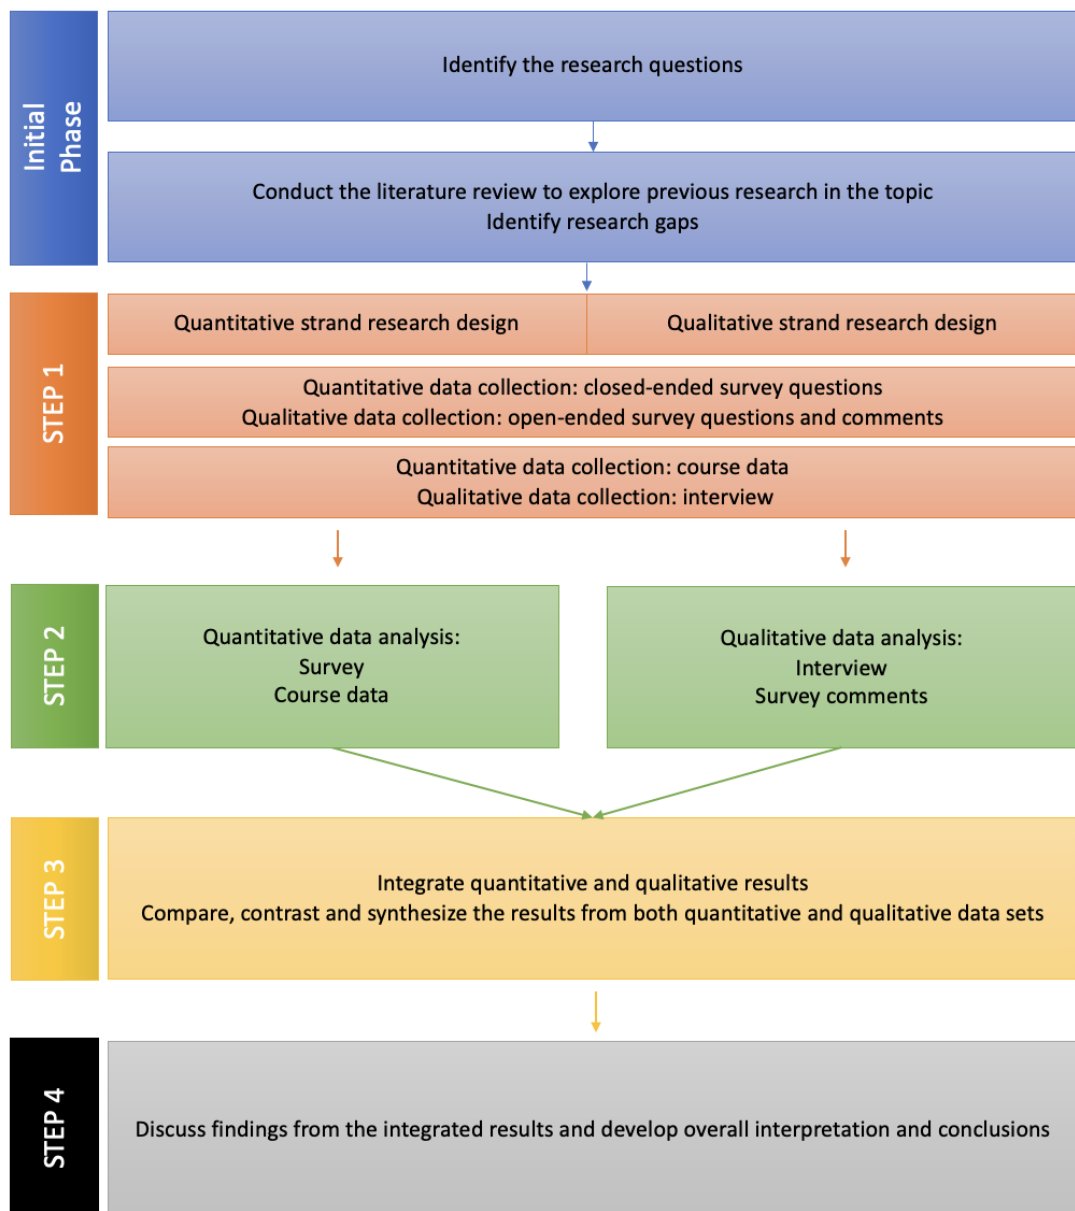 Initial
Phase
Identify the research questions
Conduct the literature review to explore previous research in the topic
Identify research gaps
STEP 1
Quantitative strand research design
Qualitative strand research design
Quantitative data collection: closed-ended survey questions
Qualitative data collection: open-ended survey questions and comments
Quantitative data collection: course data
Qualitative data collection: interview
STEP 2
Quantitative data analysis:
Survey
Course data
Qualitative data analysis:
Interview
Survey comments
STEP 3
Integrate quantitative and qualitative results
Compare, contrast and synthesize the results from both quantitative and qualitative data sets
STEP 4
Discuss findings from the integrated results and develop overall interpretation and conclusions